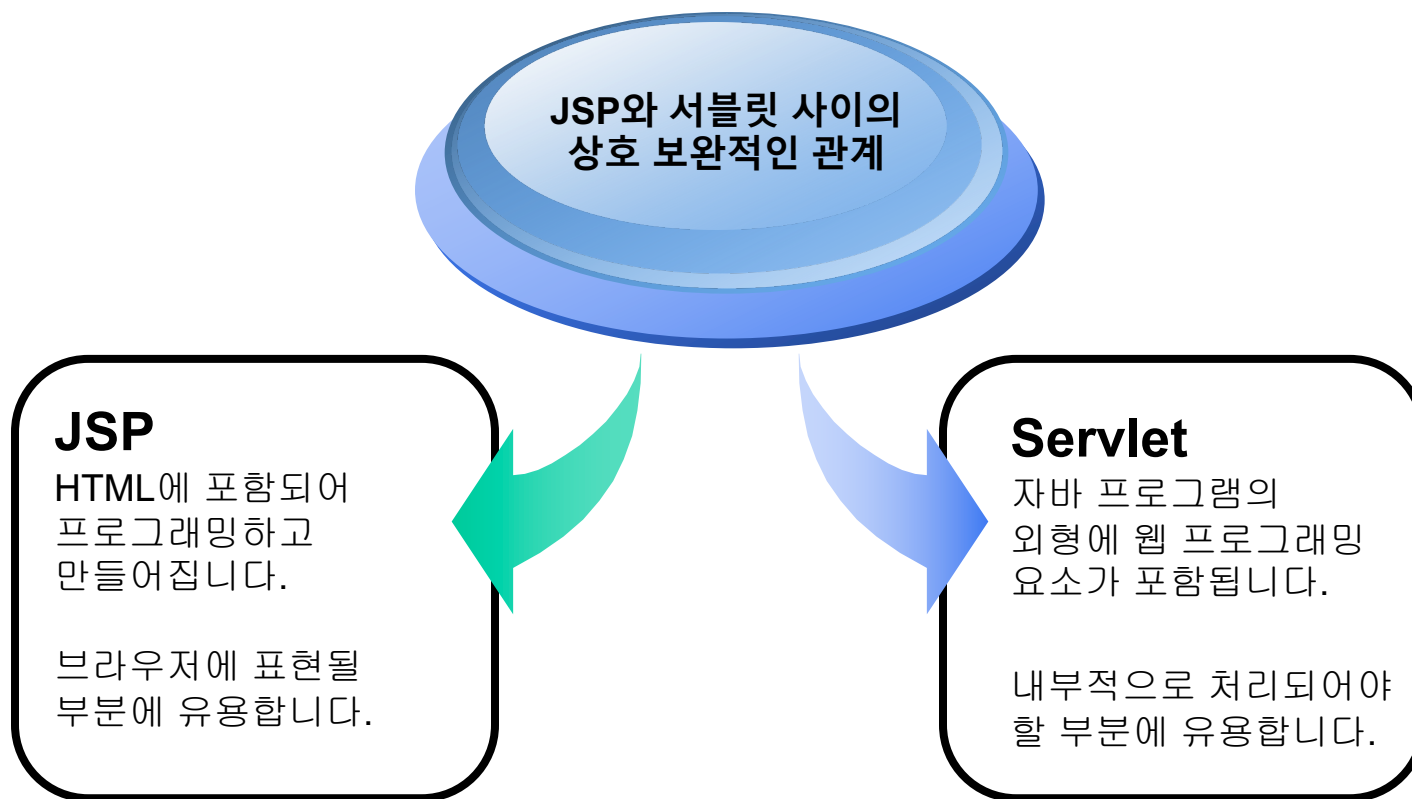 JSP와 서블릿 사이의
상호 보완적인 관계
JSP
HTML에 포함되어
프로그래밍하고
만들어집니다.
브라우저에 표현될
부분에 유용합니다.
Servlet
자바 프로그램의
외형에 웹 프로그래밍
요소가 포함됩니다.
내부적으로 처리되어야
할 부분에 유용합니다.